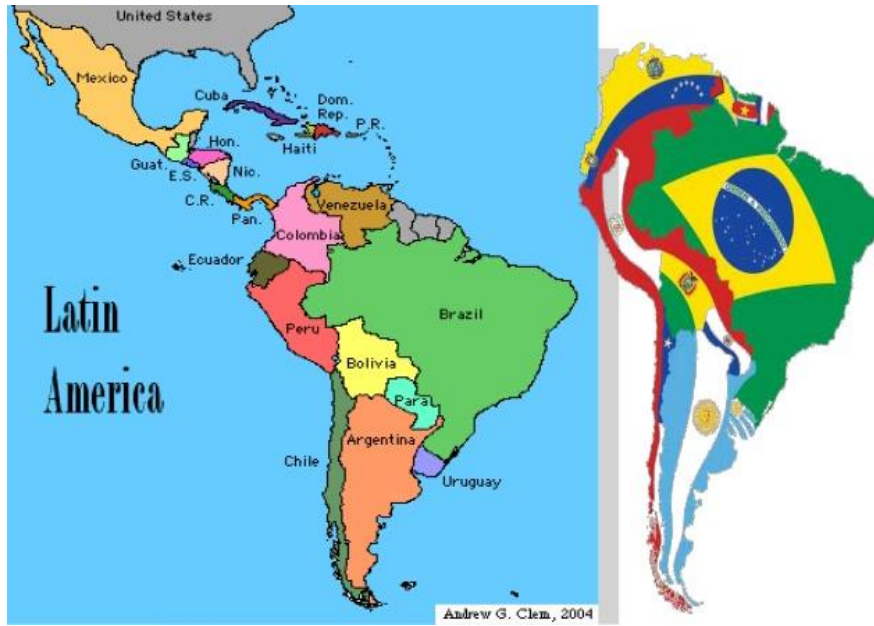 United States
Mexico
Cuba
Dom.
Rep.
P.R.
Haiti
Hon.
Guat.
E.S.
Nic.
C.R.
Pan.
Venezuela
Colombia
Ecuador
Latin
America
Peru
Brazil
Bolivia
Para.
Argentina
Chile
Uruguay
Andrew G. Clem, 2004